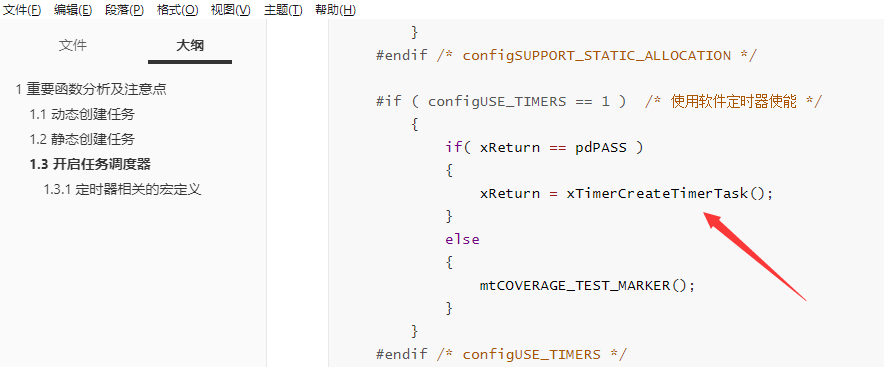 文件(F) 编辑(E) 段落(P) 格式(O) 视图(V) 主题(T) 帮助(H)
文件 大纲
1 重要函数分析及注意点
1.1 动态创建任务
1.2 静态创建任务
1.3 开启任务调度器
1.3.1 定时器相关的宏定义
}
#endif /* configSUPPORT_STATIC_ALLOCATION */
#if ( configUSE_TIMERS == 1 ) /* 使用软件定时器使能 */
{
if( xReturn == pdPASS )
{
xReturn = xTimerCreateTimerTask();
}
else
{
mtCOVERAGE_TEST_MARKER();
}
}
#endif /* configUSE_TIMERS */